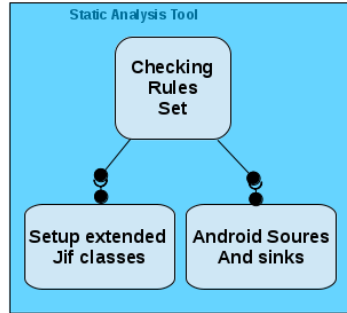 Static Analysis Tool
Checking
Rules
Set
Setup extended
Jif classes
Android Soures
And sinks